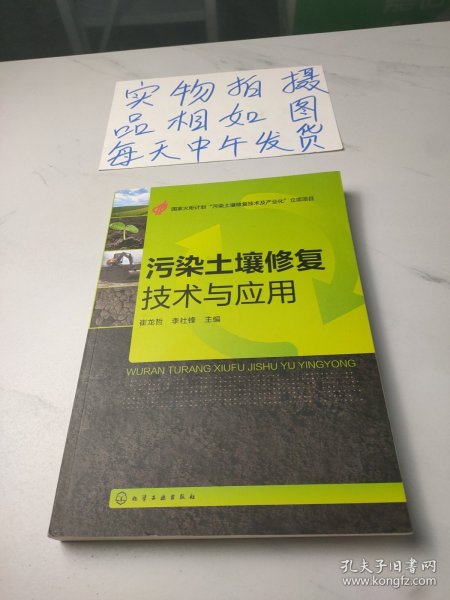 实物拍摄
品相如图
每天中午发货
国家火炬计划“污染土壤修复技术及产业化”立项项目
污染土壤修复
技术与应用
崔龙哲 李社锋 主编
WURAN TURANG XIUFU JISHU YU YINGYONG
化学工业出版社
孔夫子旧书网
www.kongfz.com